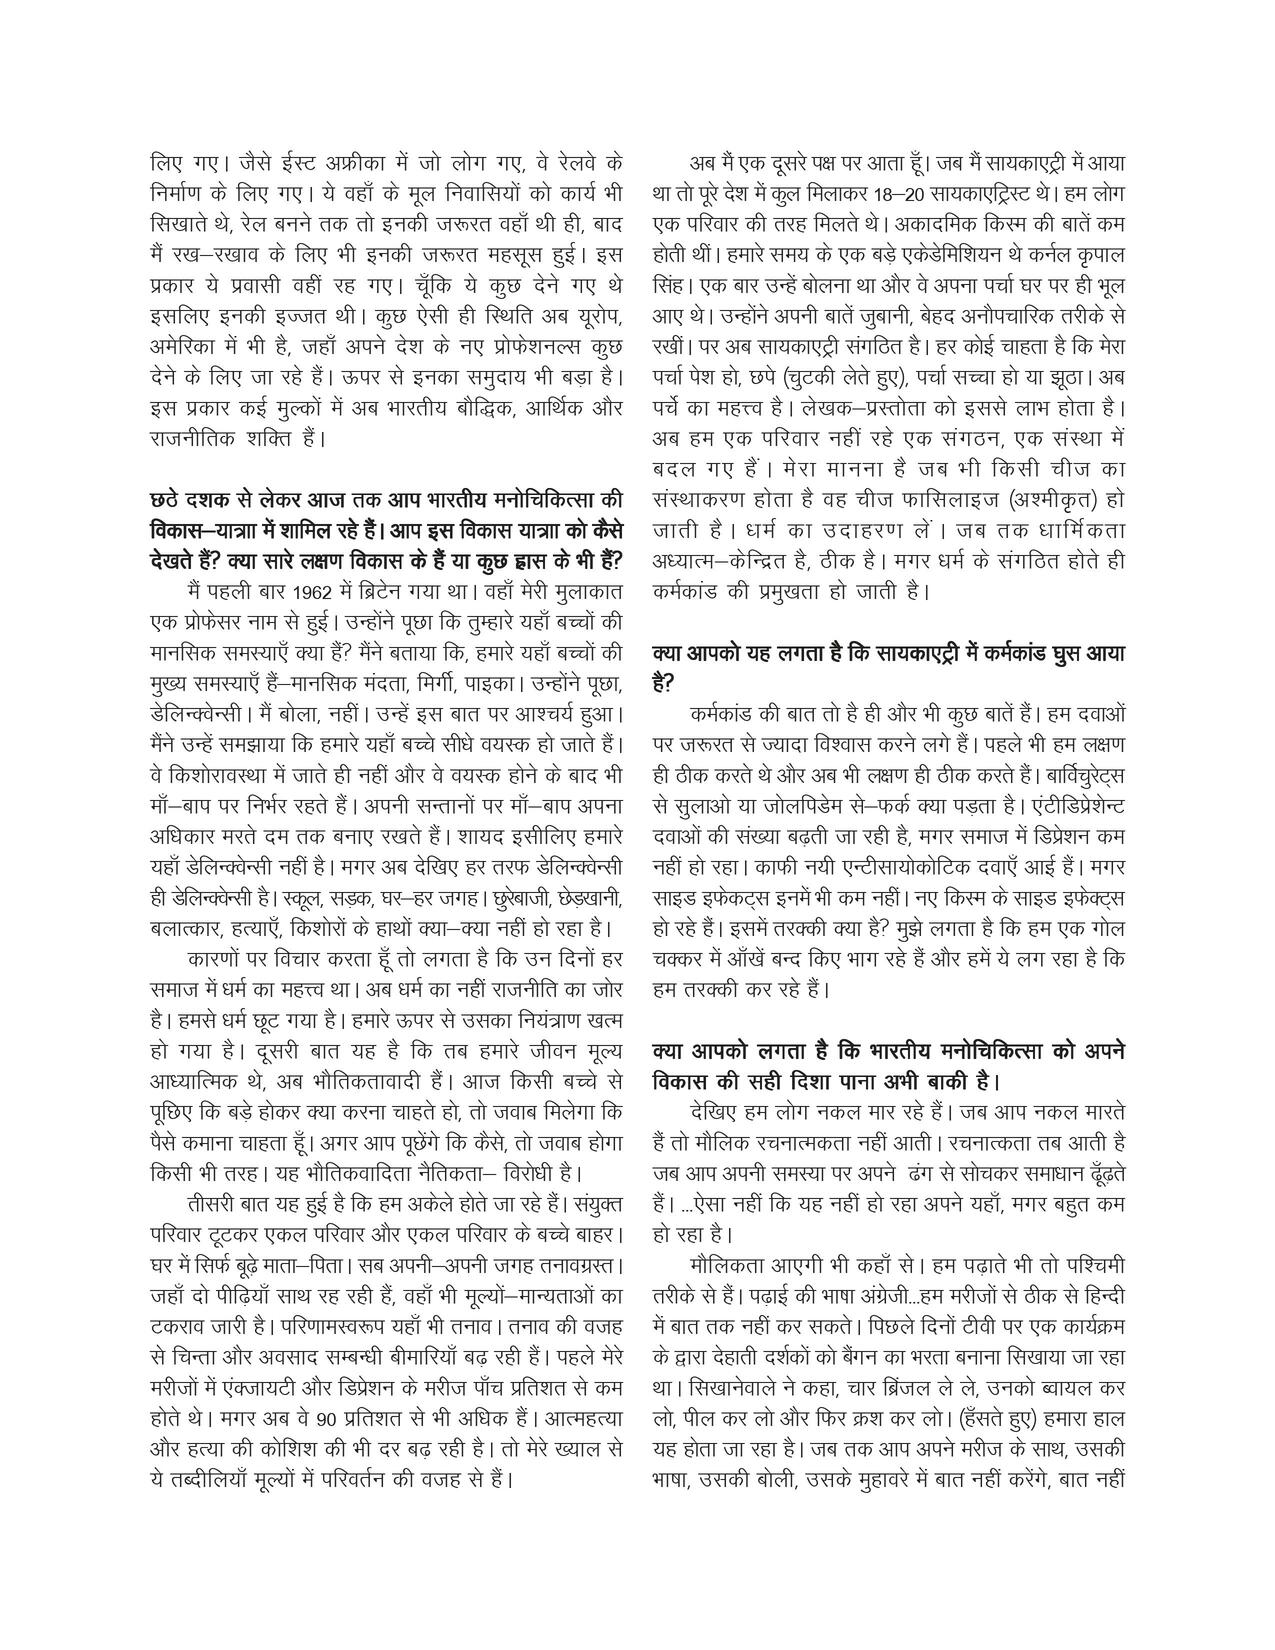 लिए गए। जैसे ईस्ट अफ्रीका में जो लोग गए, वे रेलवे के
निर्माण के लिए गए। ये वहाँ के मूल निवासियों को कार्य भी
सिखाते थे, रेल बनने तक तो इनकी जरूरत वहाँ थी ही, बाद
मैं रख–रखाव के लिए भी इनकी जरूरत महसूस हुई। इस
प्रकार ये प्रवासी वहीं रह गए। चूँकि ये कुछ देने गए थे
इसलिए इनकी इज्जत थी। कुछ ऐसी ही स्थिति अब यूरोप,
अमेरिका में भी है, जहाँ अपने देश के नए प्रोफेशनल्स कुछ
देने के लिए जा रहे हैं। ऊपर से इनका समुदाय भी बड़ा है।
इस प्रकार कई मुल्कों में अब भारतीय बौद्धिक, आर्थिक और
राजनीतिक शक्ति हैं।
छठे दशक से लेकर आज तक आप भारतीय मनोचिकित्सा की
विकास–यात्राा में शामिल रहे हैं। आप इस विकास यात्राा को कैसे
देखते हैं? क्या सारे लक्षण विकास के हैं या कुछ ह्रास के भी हैं?
मैं पहली बार 1962 में ब्रिटेन गया था। वहाँ मेरी मुलाकात
एक प्रोफेसर नाम से हुई। उन्होंने पूछा कि तुम्हारे यहाँ बच्चों की
मानसिक समस्याएँ क्या हैं? मैंने बताया कि, हमारे यहाँ बच्चों की
मुख्य समस्याएँ हैं–मानसिक मंदता, मिर्गी, पाइका। उन्होंने पूछा,
डेलिन्क्वेन्सी। मैं बोला, नहीं। उन्हें इस बात पर आश्चर्य हुआ।
मैंने उन्हें समझाया कि हमारे यहाँ बच्चे सीधे वयस्क हो जाते हैं।
वे किशोरावस्था में जाते ही नहीं और वे वयस्क होने के बाद भी
माँ–बाप पर निर्भर रहते हैं। अपनी सन्तानों पर माँ–बाप अपना
अधिकार मरते दम तक बनाए रखते हैं। शायद इसीलिए हमारे
यहाँ डेलिन्क्वेन्सी नहीं है। मगर अब देखिए हर तरफ डेलिन्क्वेन्सी
ही डेलिन्क्वेन्सी है। स्कूल, सड़क, घर–हर जगह। छुरेबाजी, छेड़खानी,
बलात्कार, हत्याएँ, किशोरों के हाथों क्या–क्या नहीं हो रहा है।
कारणों पर विचार करता हूँ तो लगता है कि उन दिनों हर
समाज में धर्म का महत्त्व था। अब धर्म का नहीं राजनीति का जोर
है। हमसे धर्म छूट गया है। हमारे ऊपर से उसका नियंत्राण खत्म
हो गया है। दूसरी बात यह है कि तब हमारे जीवन मूल्य
आध्यात्मिक थे, अब भौतिकतावादी हैं। आज किसी बच्चे से
पूछिए कि बड़े होकर क्या करना चाहते हो, तो जवाब मिलेगा कि
पैसे कमाना चाहता हूँ। अगर आप पूछेंगे कि कैसे, तो जवाब होगा
किसी भी तरह। यह भौतिकवादिता नैतिकता– विरोधी है।
तीसरी बात यह हुई है कि हम अकेले होते जा रहे हैं। संयुक्त
परिवार टूटकर एकल परिवार और एकल परिवार के बच्चे बाहर।
घर में सिर्फ बूढ़े माता–पिता। सब अपनी–अपनी जगह तनावग्रस्त।
जहाँ दो पीढ़ियाँ साथ रह रही हैं, वहाँ भी मूल्यों–मान्यताओं का
टकराव जारी है। परिणामस्वरूप यहाँ भी तनाव। तनाव की वजह
से चिन्ता और अवसाद सम्बन्धी बीमारियाँ बढ़ रही हैं। पहले मेरे
मरीजों में एंक्जायटी और डिप्रेशन के मरीज पाँच प्रतिशत से कम
होते थे। मगर अब वे 90 प्रतिशत से भी अधिक हैं। आत्महत्या
और हत्या की कोशिश की भी दर बढ़ रही है। तो मेरे ख्याल से
ये तब्दीलियाँ मूल्यों में परिवर्तन की वजह से हैं।
अब मैं एक दूसरे पक्ष पर आता हूँ। जब मैं सायकाएट्री में आया
था तो पूरे देश में कुल मिलाकर 18–20 सायकाएट्रिस्ट थे। हम लोग
एक परिवार की तरह मिलते थे। अकादमिक किस्म की बातें कम
होती थीं। हमारे समय के एक बड़े एकेडेमिशियन थे कर्नल कृपाल
सिंह। एक बार उन्हें बोलना था और वे अपना पर्चा घर पर ही भूल
आए थे। उन्होंने अपनी बातें जुबानी, बेहद अनौपचारिक तरीके से
रखीं। पर अब सायकाएट्री संगठित है। हर कोई चाहता है कि मेरा
पर्चा पेश हो, छपे (चुटकी लेते हुए), पर्चा सच्चा हो या झूठा। अब
पर्चे का महत्त्व है। लेखक–प्रस्तोता को इससे लाभ होता है।
अब हम एक परिवार नहीं रहे एक संगठन, एक संस्था में
बदल गए हैं। मेरा मानना है जब भी किसी चीज का
संस्थाकरण होता है वह चीज फासिलाइज (अश्मीकृत) हो
जाती है। धर्म का उदाहरण लें। जब तक धार्मिकता
अध्यात्म–केन्द्रित है, ठीक है। मगर धर्म के संगठित होते ही
कर्मकांड की प्रमुखता हो जाती है।
क्या आपको यह लगता है कि सायकाएट्री में कर्मकांड घुस आया
है?
कर्मकांड की बात तो है ही और भी कुछ बातें हैं। हम दवाओं
पर जरूरत से ज्यादा विश्वास करने लगे हैं। पहले भी हम लक्षण
ही ठीक करते थे और अब भी लक्षण ही ठीक करते हैं। बार्विचुरेट्स
से सुलाओ या जोलपिडेम से–फर्क क्या पड़ता है। एंटीडिप्रेशेन्ट
दवाओं की संख्या बढ़ती जा रही है, मगर समाज में डिप्रेशन कम
नहीं हो रहा। काफी नयी एन्टीसायोकोटिक दवाएँ आई हैं। मगर
साइड इफेकट्स इनमें भी कम नहीं। नए किस्म के साइड इफेक्ट्स
हो रहे हैं। इसमें तरक्की क्या है? मुझे लगता है कि हम एक गोल
चक्कर में आँखें बन्द किए भाग रहे हैं और हमें ये लग रहा है कि
हम तरक्की कर रहे हैं।
क्या आपको लगता है कि भारतीय मनोचिकित्सा को अपने
विकास की सही दिशा पाना अभी बाकी है।
देखिए हम लोग नकल मार रहे हैं। जब आप नकल मारते
हैं तो मौलिक रचनात्मकता नहीं आती। रचनात्कता तब आती है
जब आप अपनी समस्या पर अपने ढंग से सोचकर समाधान ढूँढ़ते
हैं। ...ऐसा नहीं कि यह नहीं हो रहा अपने यहाँ, मगर बहुत कम
हो रहा है।
मौलिकता आएगी भी कहाँ से। हम पढ़ाते भी तो पश्चिमी
तरीके से हैं। पढ़ाई की भाषा अंग्रेजी...हम मरीजों से ठीक से हिन्दी
में बात तक नहीं कर सकते। पिछले दिनों टीवी पर एक कार्यक्रम
के द्वारा देहाती दर्शकों को बैंगन का भरता बनाना सिखाया जा रहा
था। सिखानेवाले ने कहा, चार ब्रिंजल ले ले, उनको ब्वायल कर
लो, पील कर लो और फिर क्रश कर लो। (हँसते हुए) हमारा हाल
यह होता जा रहा है। जब तक आप अपने मरीज के साथ, उसकी
भाषा, उसकी बोली, उसके मुहावरे में बात नहीं करेंगे, बात नहीं